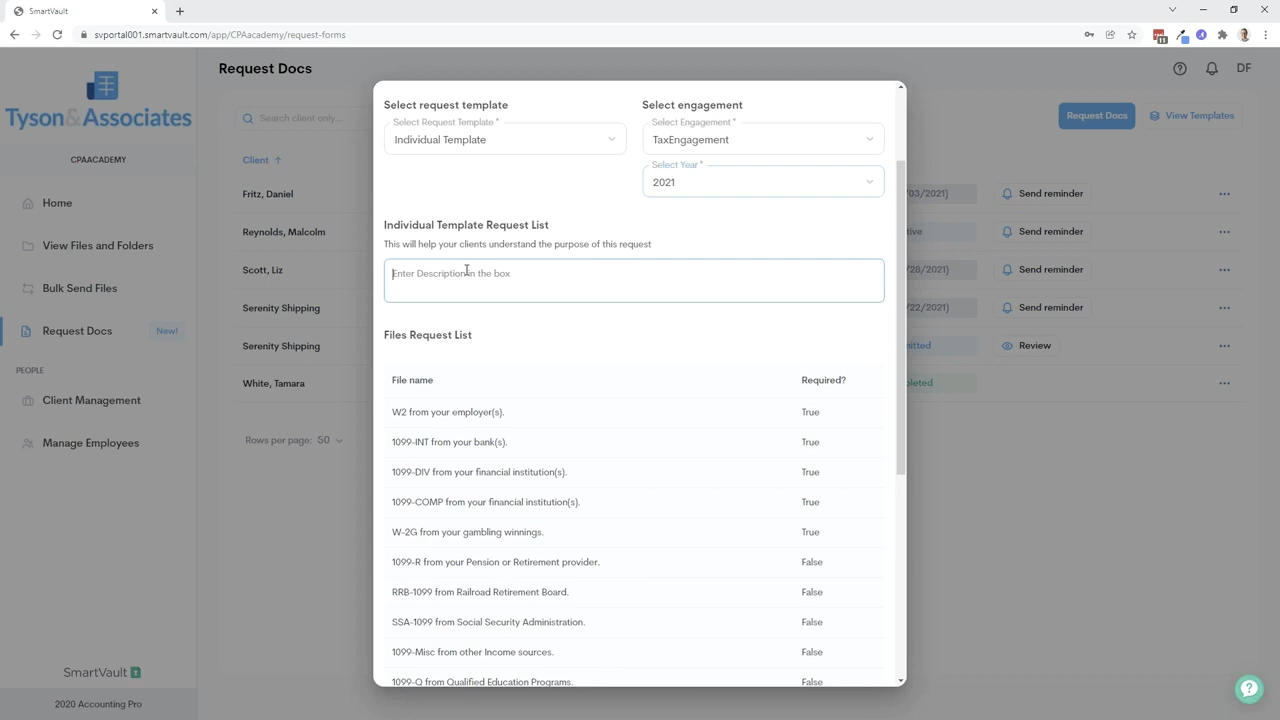 SmartVault
svportal001.smartvault.com/app/CPAacademy/request-forms
11
Tyson&Associates
CPAACADEMY
Home
View Files and Folders
Bulk Send Files
Request Docs
New!
PEOPLE
Client Management
Manage Employees
SmartVault
2020 Accounting Pro
Request Docs
DF
Search client only...
Request Docs
View Templates
Client
Fritz, Daniel
/03/2021)
Send reminder
Reynolds, Malcolm
Send reminder
Scott, Liz
/28/2021)
Send reminder
Serenity Shipping
/22/2021)
Send reminder
Serenity Shipping
Review
White, Tamara
Rows per page: 50
Select request template
Select Request Template *
Individual Template
Select engagement
Select Engagement *
TaxEngagement
Select Year *
2021
Individual Template Request List
This will help your clients understand the purpose of this request
Enter Description in the box
Files Request List
File name Required?
W2 from your employer(s). True
1099-INT from your bank(s). True
1099-DIV from your financial institution(s). True
1099-COMP from your financial institution(s). True
W-2G from your gambling winnings. True
1099-R from your Pension or Retirement provider. False
RRB-1099 from Railroad Retirement Board. False
SSA-1099 from Social Security Administration. False
1099-Misc from other Income sources. False
1099-Q from Qualified Education Programs. False